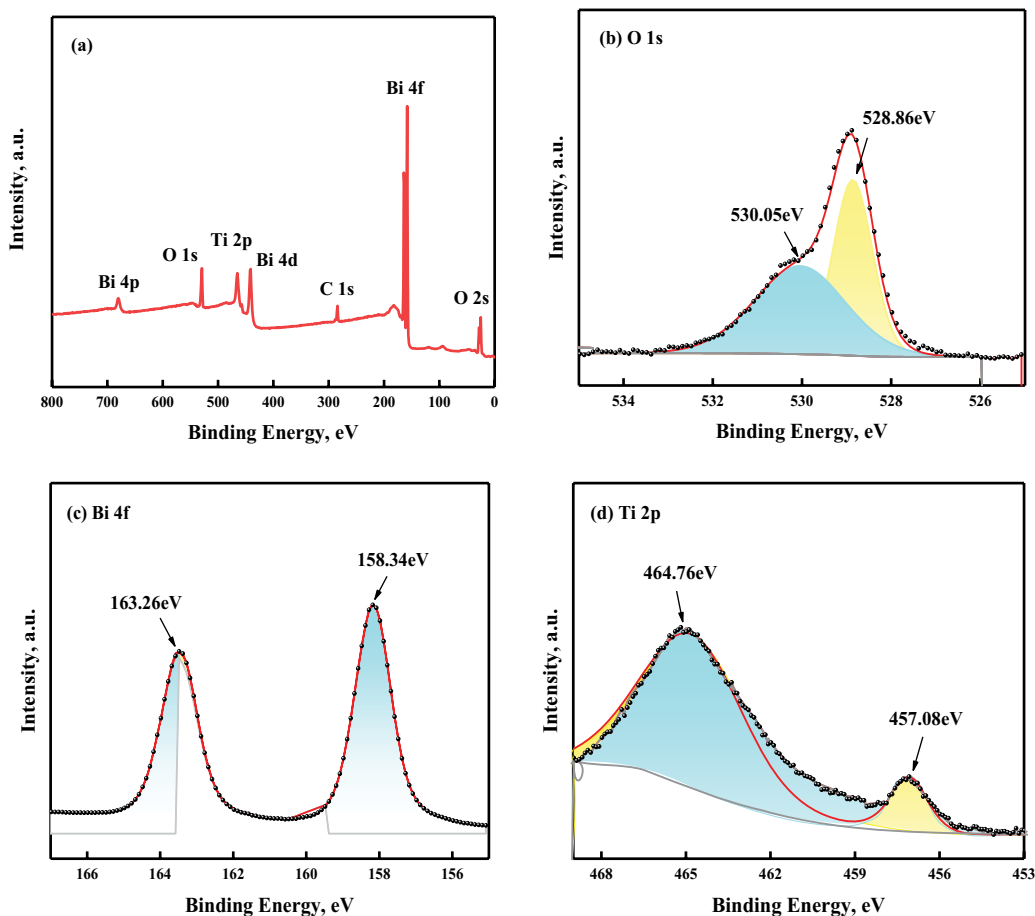 (a)
Bi 4f
O 1s
Ti 2p
Bi 4d
Bi 4p
C 1s
O 2s
Intensity, a.u.
800 700 600 500 400 300 200 100 0
Binding Energy, eV
(b) O 1s
528.86eV
530.05eV
Intensity, a.u.
534 532 530 528 526
Binding Energy, eV
(c) Bi 4f
158.34eV
163.26eV
Intensity, a.u.
166 164 162 160 158 156
Binding Energy, eV
(d) Ti 2p
464.76eV
457.08eV
Intensity, a.u.
468 465 462 459 456 453
Binding Energy, eV